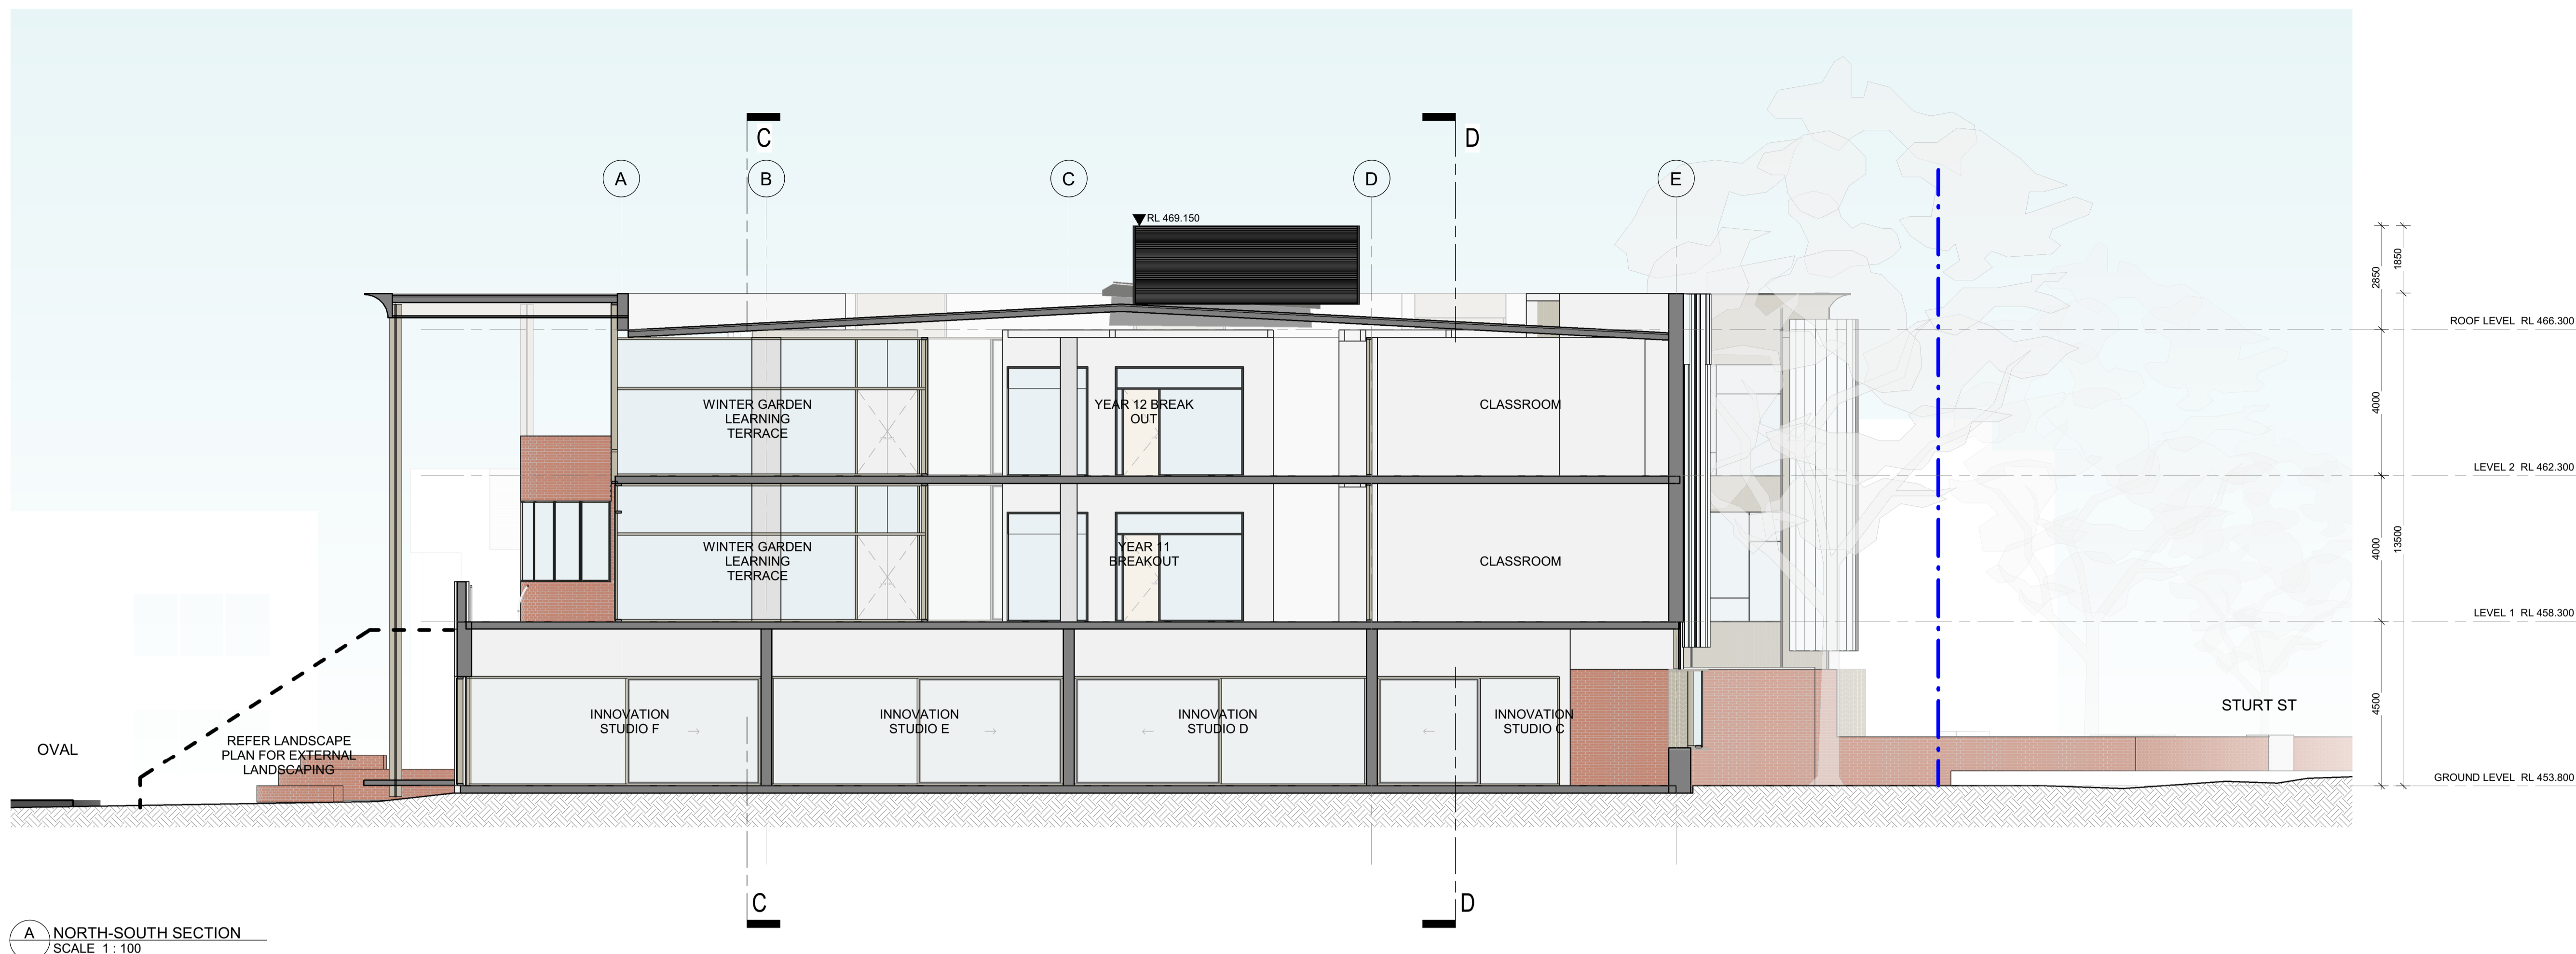 C
D
A
B
C
D
E
RL 469.150
2850
1850
ROOF LEVEL RL 466.300
4000
WINTER GARDEN
LEARNING
TERRACE
YEAR 12 BREAK
OUT
CLASSROOM
LEVEL 2 RL 462.300
4000
13500
WINTER GARDEN
LEARNING
TERRACE
YEAR 11
BREAKOUT
CLASSROOM
LEVEL 1 RL 458.300
4500
INNOVATION
STUDIO F
INNOVATION
STUDIO E
INNOVATION
STUDIO D
INNOVATION
STUDIO C
STURT ST
OVAL
REFER LANDSCAPE
PLAN FOR EXTERNAL
LANDSCAPING
GROUND LEVEL RL 453.800
C
D
A NORTH-SOUTH SECTION
SCALE 1 : 100